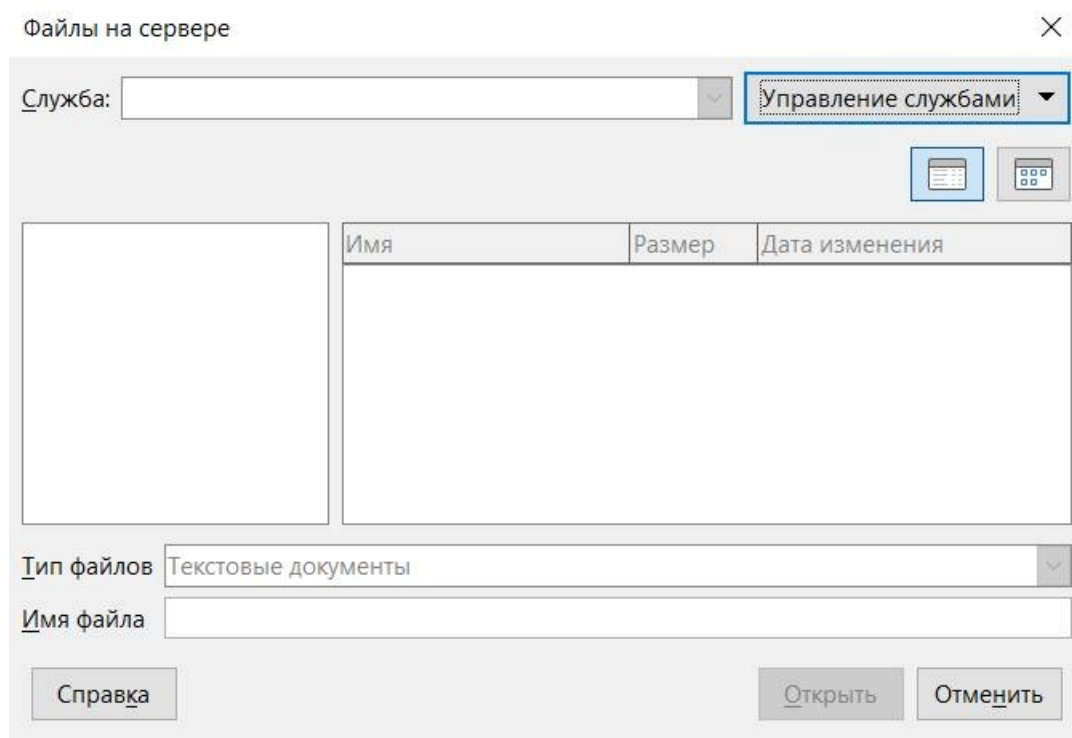 Файлы на сервере
Служба:
Управление службами
Имя Размер Дата изменения
Тип файлов Текстовые документы
Имя файла
Справка Открыть Отменить